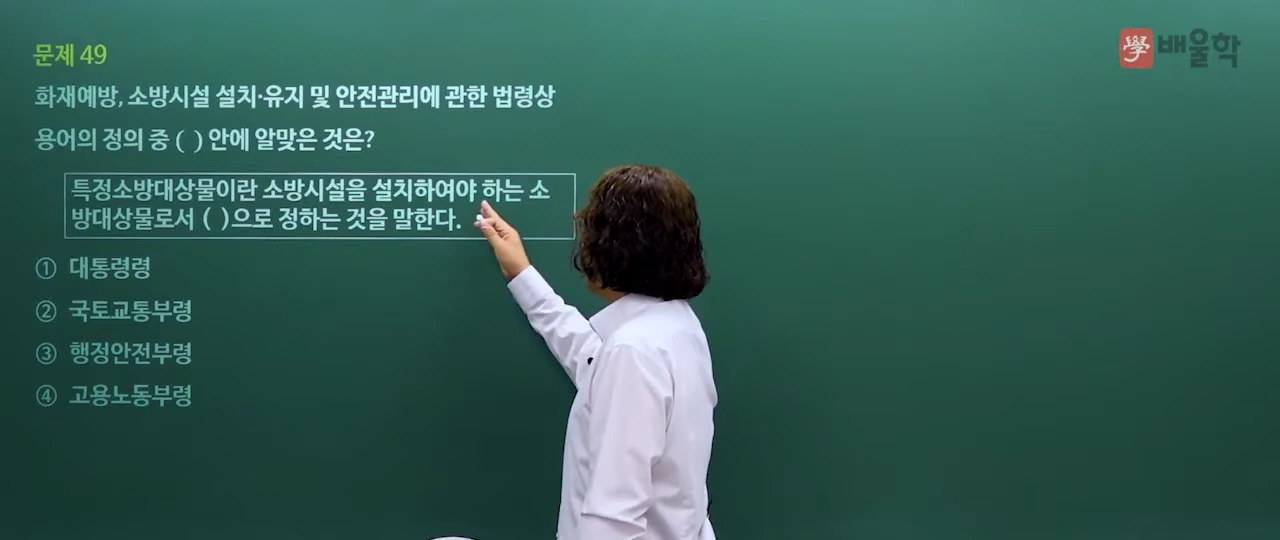 문제 49
學 배울학
화재예방, 소방시설 설치·유지 및 안전관리에 관한 법령상
용어의 정의 중 ( ) 안에 알맞은 것은?
특정소방대상물이란 소방시설을 설치하여야 하는 소
방대상물로서 ( )으로 정하는 것을 말한다.
① 대통령령
② 국토교통부령
③ 행정안전부령
④ 고용노동부령